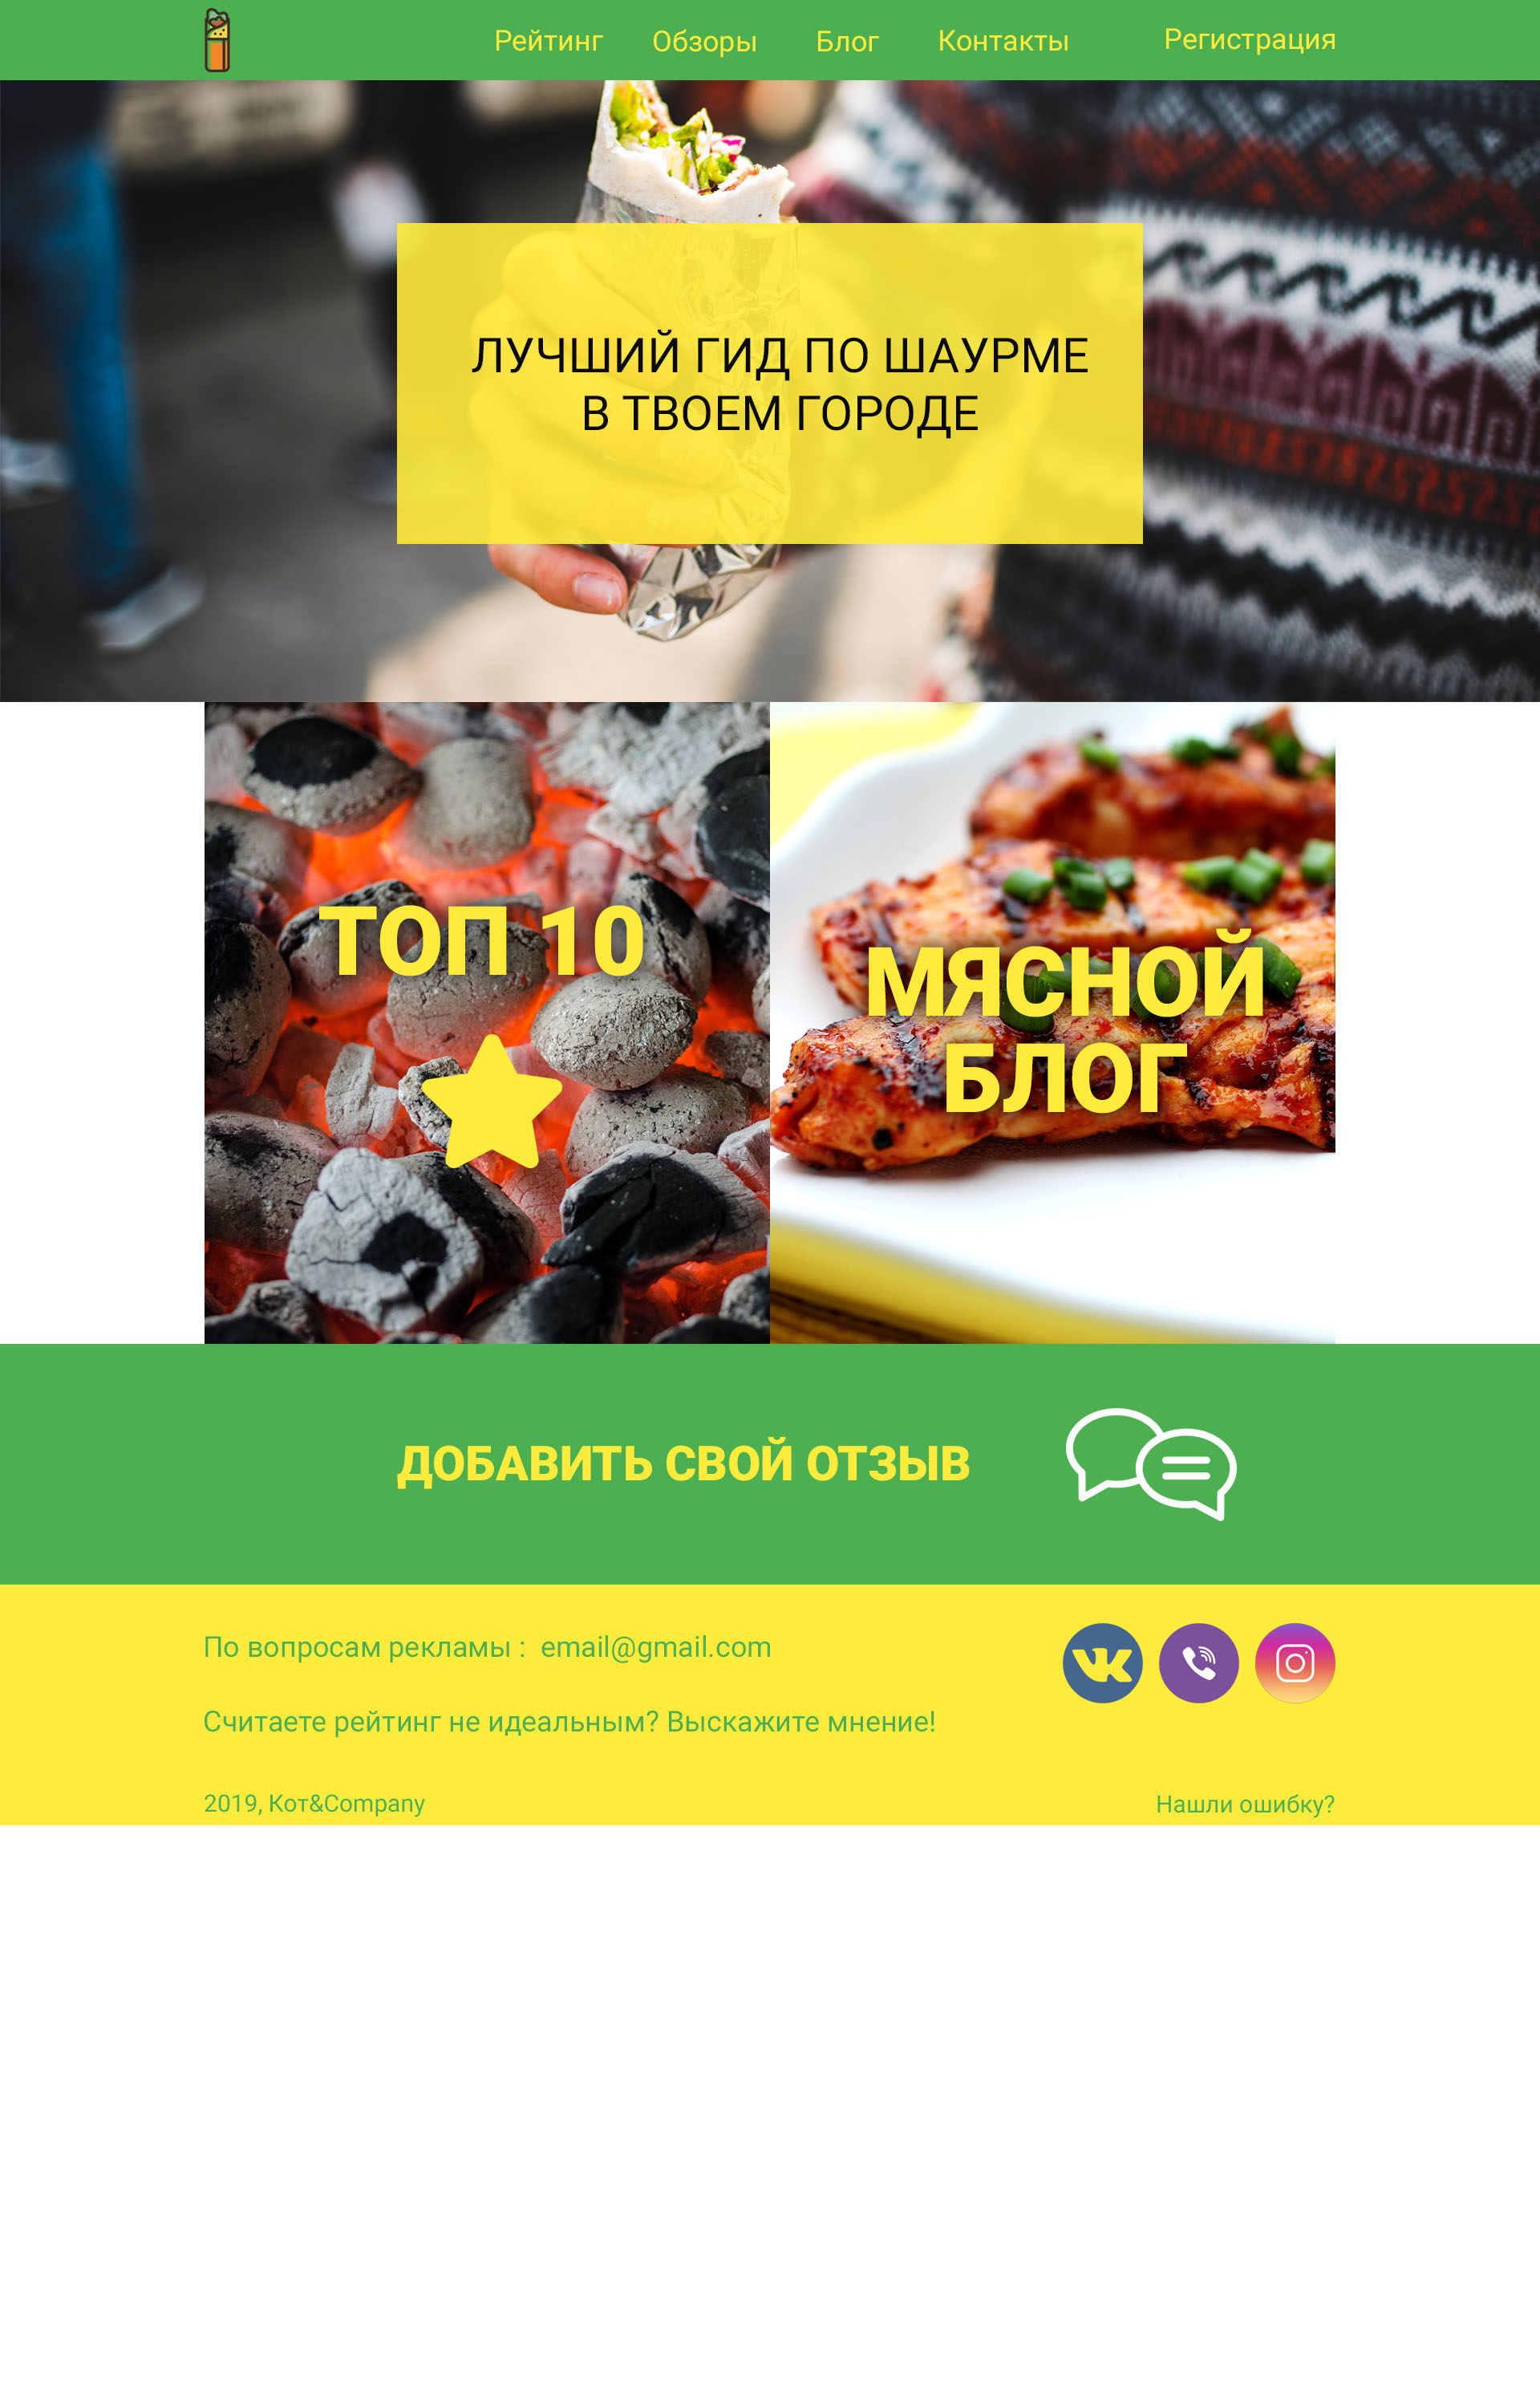 Рейтинг Обзоры Блог Контакты Регистрация
ЛУЧШИЙ ГИД ПО ШАУРМЕ
В ТВОЕМ ГОРОДЕ
ТОП 10
МЯСНОЙ
БЛОГ
ДОБАВИТЬ СВОЙ ОТЗЫВ
По вопросам рекламы : email@gmail.com
Считаете рейтинг не идеальным? Выскажите мнение!
2019, Кот&Company
Нашли ошибку?